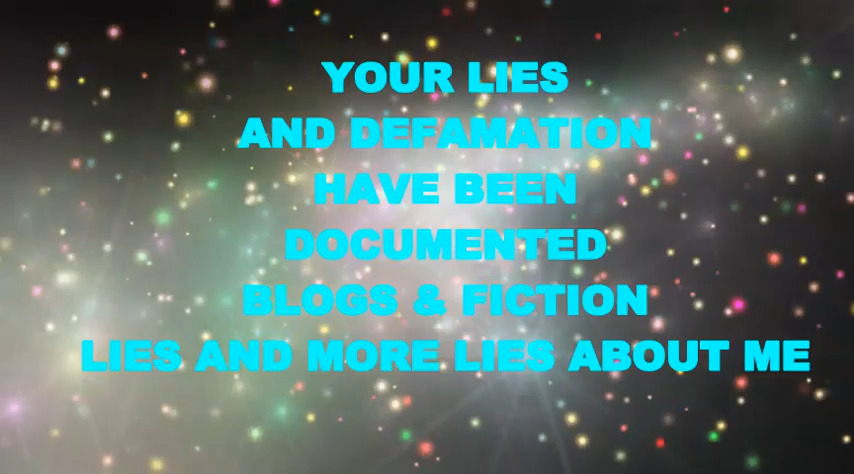 YOUR LIES
AND DEFAMATION
HAVE BEEN
DOCUMENTED
BLOGS & FICTION
LIES AND MORE LIES ABOUT ME